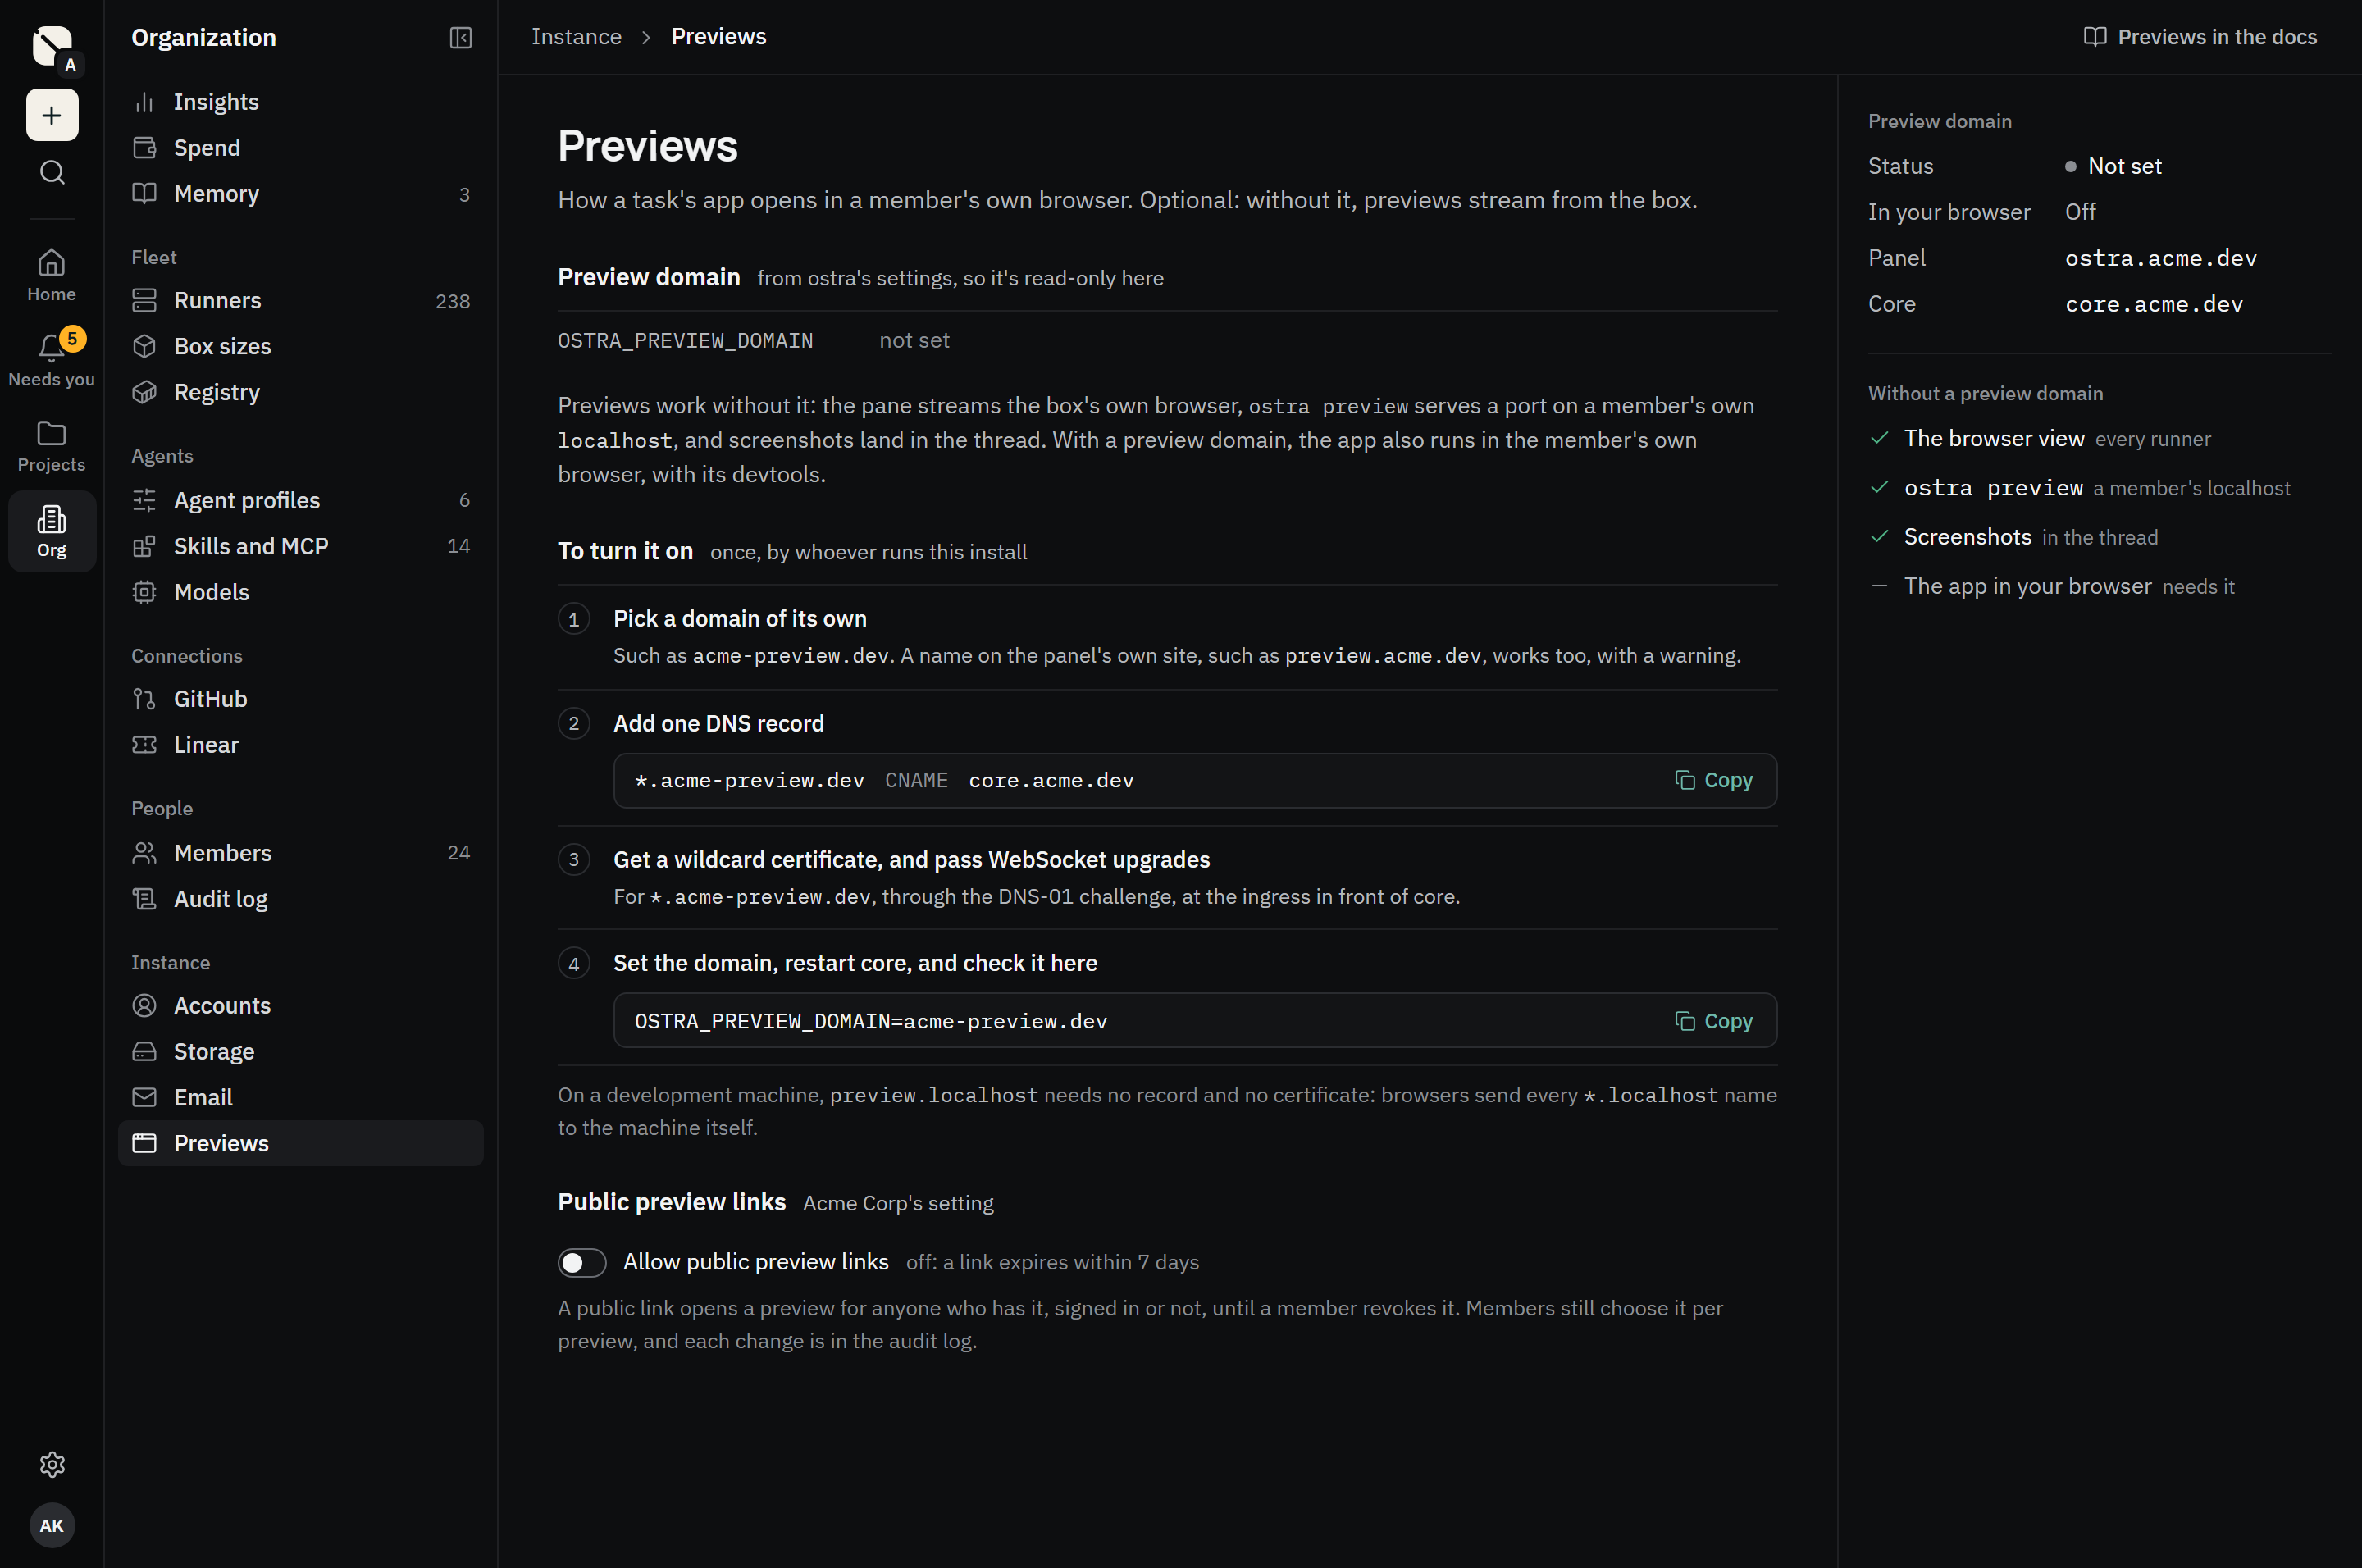 A
Home
5
Needs you
Projects
Org
AK
Organization
Insights
Spend
Memory 3
Fleet
Runners 238
Box sizes
Registry
Agents
Agent profiles 6
Skills and MCP 14
Models
Connections
GitHub
Linear
People
Members 24
Audit log
Instance
Accounts
Storage
Email
Previews
Instance > Previews
Previews in the docs
Previews
How a task's app opens in a member's own browser. Optional: without it, previews stream from the box.
Preview domain from ostra's settings, so it's read-only here
OSTRA_PREVIEW_DOMAIN not set
Previews work without it: the pane streams the box's own browser, ostra preview serves a port on a member's own
localhost, and screenshots land in the thread. With a preview domain, the app also runs in the member's own
browser, with its devtools.
To turn it on once, by whoever runs this install
1 Pick a domain of its own
Such as acme-preview.dev. A name on the panel's own site, such as preview.acme.dev, works too, with a warning.
2 Add one DNS record
*.acme-preview.dev CNAME core.acme.dev Copy
3 Get a wildcard certificate, and pass WebSocket upgrades
For *.acme-preview.dev, through the DNS-01 challenge, at the ingress in front of core.
4 Set the domain, restart core, and check it here
OSTRA_PREVIEW_DOMAIN=acme-preview.dev Copy
On a development machine, preview.localhost needs no record and no certificate: browsers send every *.localhost name
to the machine itself.
Public preview links Acme Corp's setting
Allow public preview links off: a link expires within 7 days
A public link opens a preview for anyone who has it, signed in or not, until a member revokes it. Members still choose it per
preview, and each change is in the audit log.
Preview domain
Status Not set
In your browser Off
Panel ostra.acme.dev
Core core.acme.dev
Without a preview domain
The browser view every runner
ostra preview a member's localhost
Screenshots in the thread
The app in your browser needs it